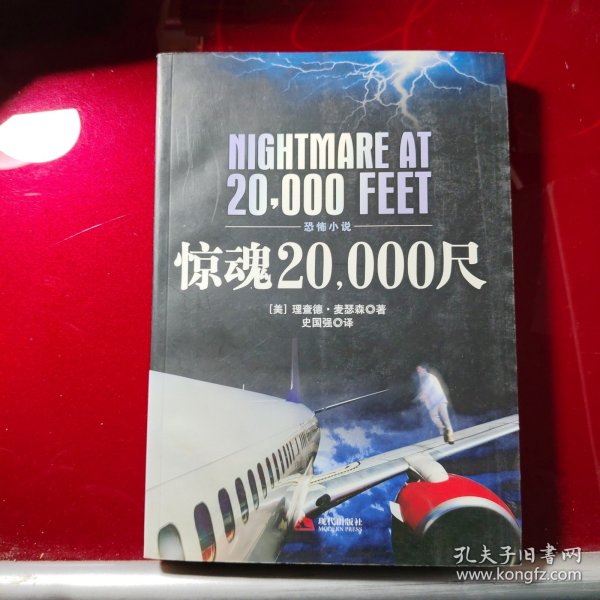 NIGHTMARE AT
20,000 FEET
恐怖小说
惊魂20,000尺
[美] 理查德·麦瑟森◎著
史国强◎译
现代出版社
MODERN PRESS
孔夫子旧书网
www.kongfz.com